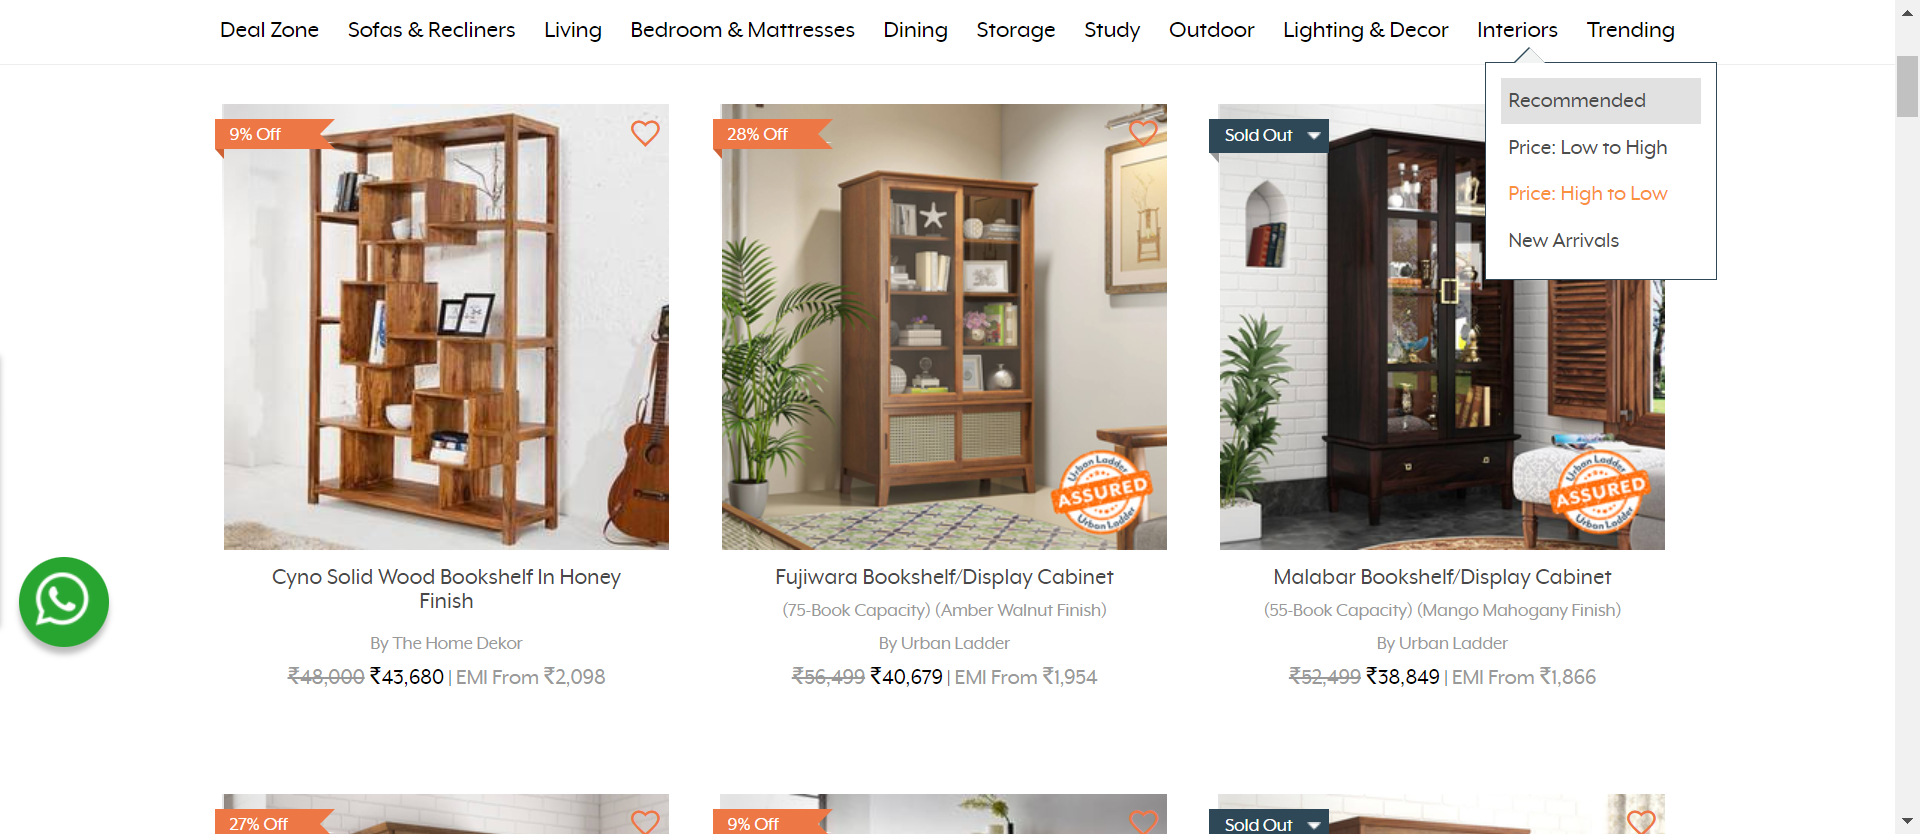 Deal Zone Sofas & Recliners Living Bedroom & Mattresses Dining Storage Study Outdoor Lighting & Decor Interiors Trending
Recommended
Price: Low to High
Price: High to Low
New Arrivals
9% Off
28% Off
Sold Out
Urban Ladder
ASSURED
Urban Ladder
Urban Ladder
ASSURED
Urban Ladder
Cyno Solid Wood Bookshelf In Honey
Finish
By The Home Dekor
₹48,000 ₹43,680 | EMI From ₹2,098
Fujiwara Bookshelf/Display Cabinet
(75-Book Capacity) (Amber Walnut Finish)
By Urban Ladder
₹56,499 ₹40,679 | EMI From ₹1,954
Malabar Bookshelf/Display Cabinet
(55-Book Capacity) (Mango Mahogany Finish)
By Urban Ladder
₹52,499 ₹38,849 | EMI From ₹1,866
27% Off
9% Off
Sold Out